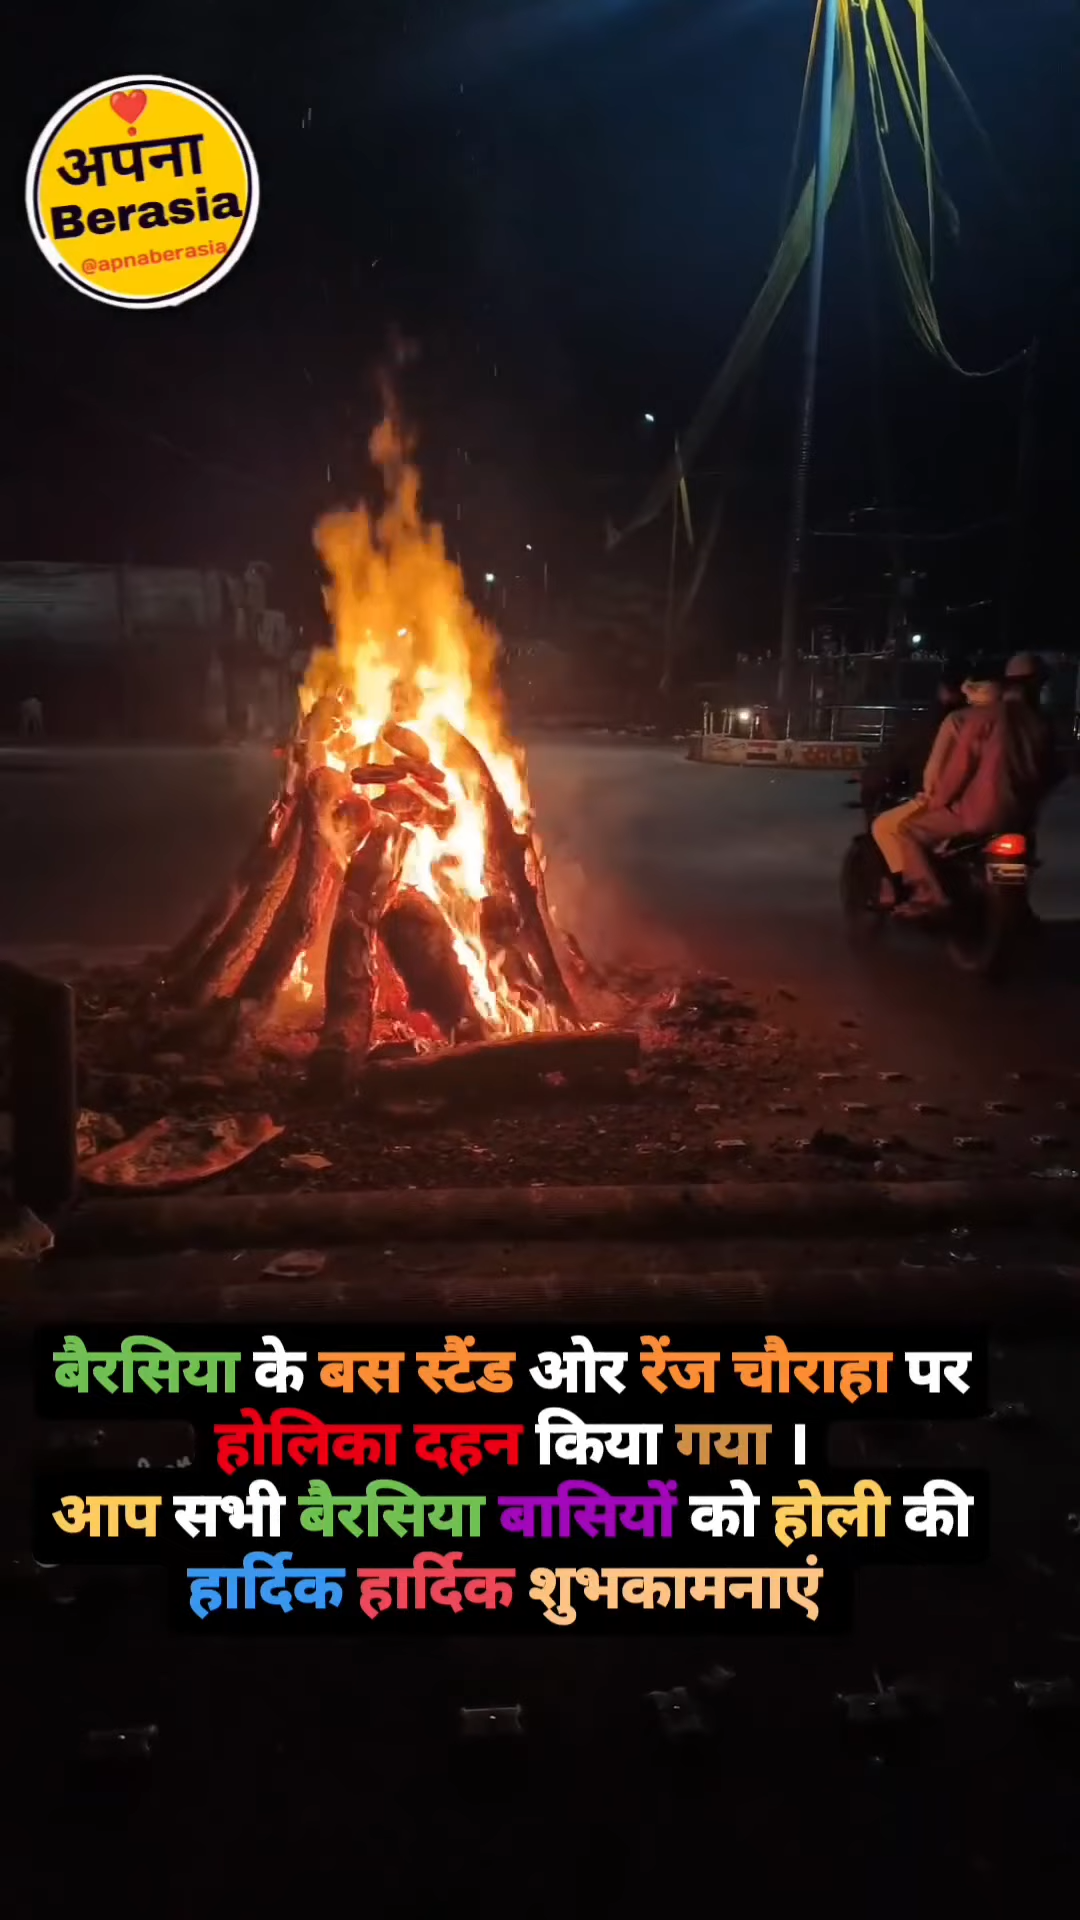 अपना
Berasia
@apnaberasia
बैरसिया के बस स्टैंड ओर रेंज चौराहा पर
होलिका दहन किया गया ।
आप सभी बैरसिया बासियों को होली की
हार्दिक हार्दिक शुभकामनाएं